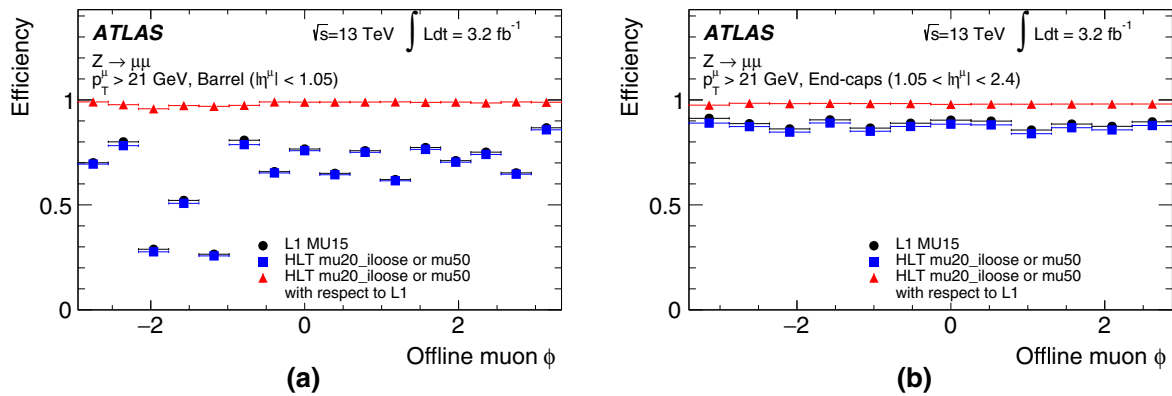 Efficiency
1
0.5
0
ATLAS
√s=13 TeV ∫ Ldt = 3.2 fb⁻¹
Z → μμ
p_T^μ > 21 GeV, Barrel (|η^μ| < 1.05)
L1 MU15
HLT mu20_iloose or mu50
HLT mu20_iloose or mu50
with respect to L1
−2 0 2
Offline muon ϕ
(a)
Efficiency
1
0.5
0
ATLAS
√s=13 TeV ∫ Ldt = 3.2 fb⁻¹
Z → μμ
p_T^μ > 21 GeV, End-caps (1.05 < |η^μ| < 2.4)
L1 MU15
HLT mu20_iloose or mu50
HLT mu20_iloose or mu50
with respect to L1
−2 0 2
Offline muon ϕ
(b)